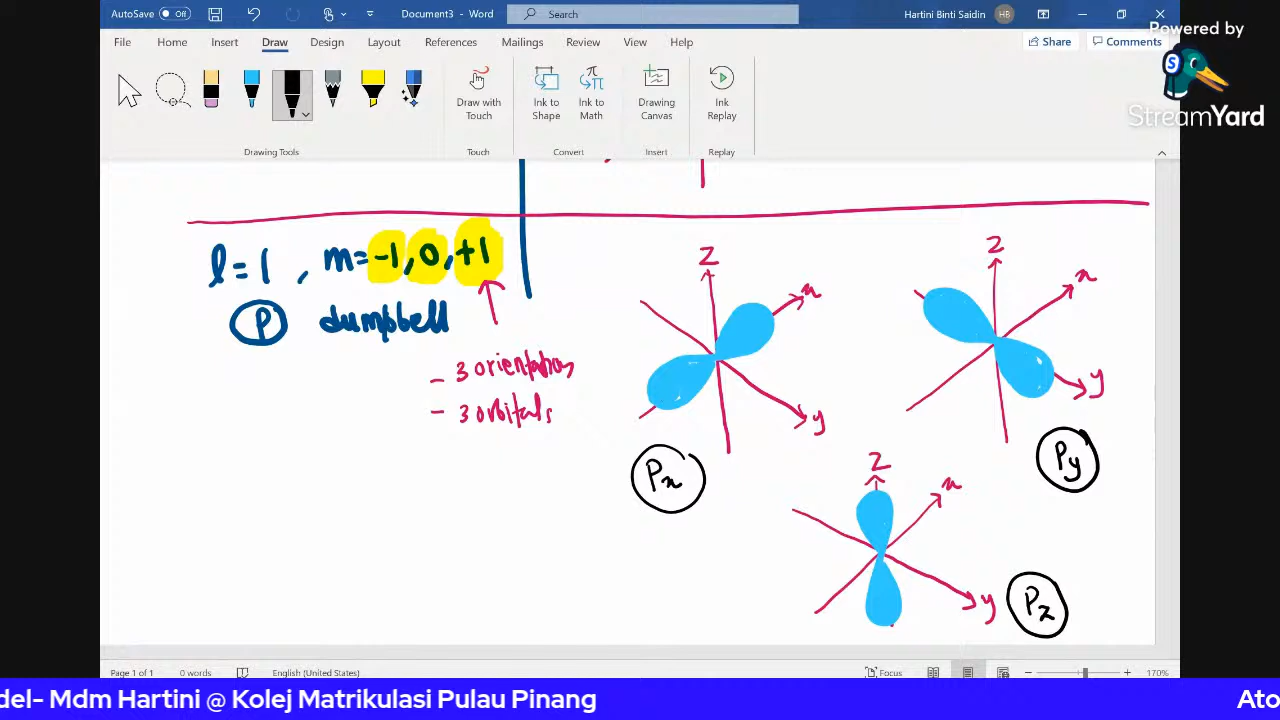 AutoSave Off
Document3 - Word
Search
Hartini Binti Saidin HB
Powered by
StreamYard
File Home Insert Draw Design Layout References Mailings Review View Help
Share Comments
Draw with Touch
Ink to Shape
Ink to Math
Drawing Canvas
Ink Replay
Drawing Tools
Touch
Convert
Insert
Replay
l = 1 , m = -1, 0, +1
P dumpbell
- 3 orientations
- 3 orbitals
z
x
y
Px
z
x
y
Py
z
x
y
Pz
Page 1 of 1 0 words English (United States) Focus 170%
del- Mdm Hartini @ Kolej Matrikulasi Pulau Pinang
Ato